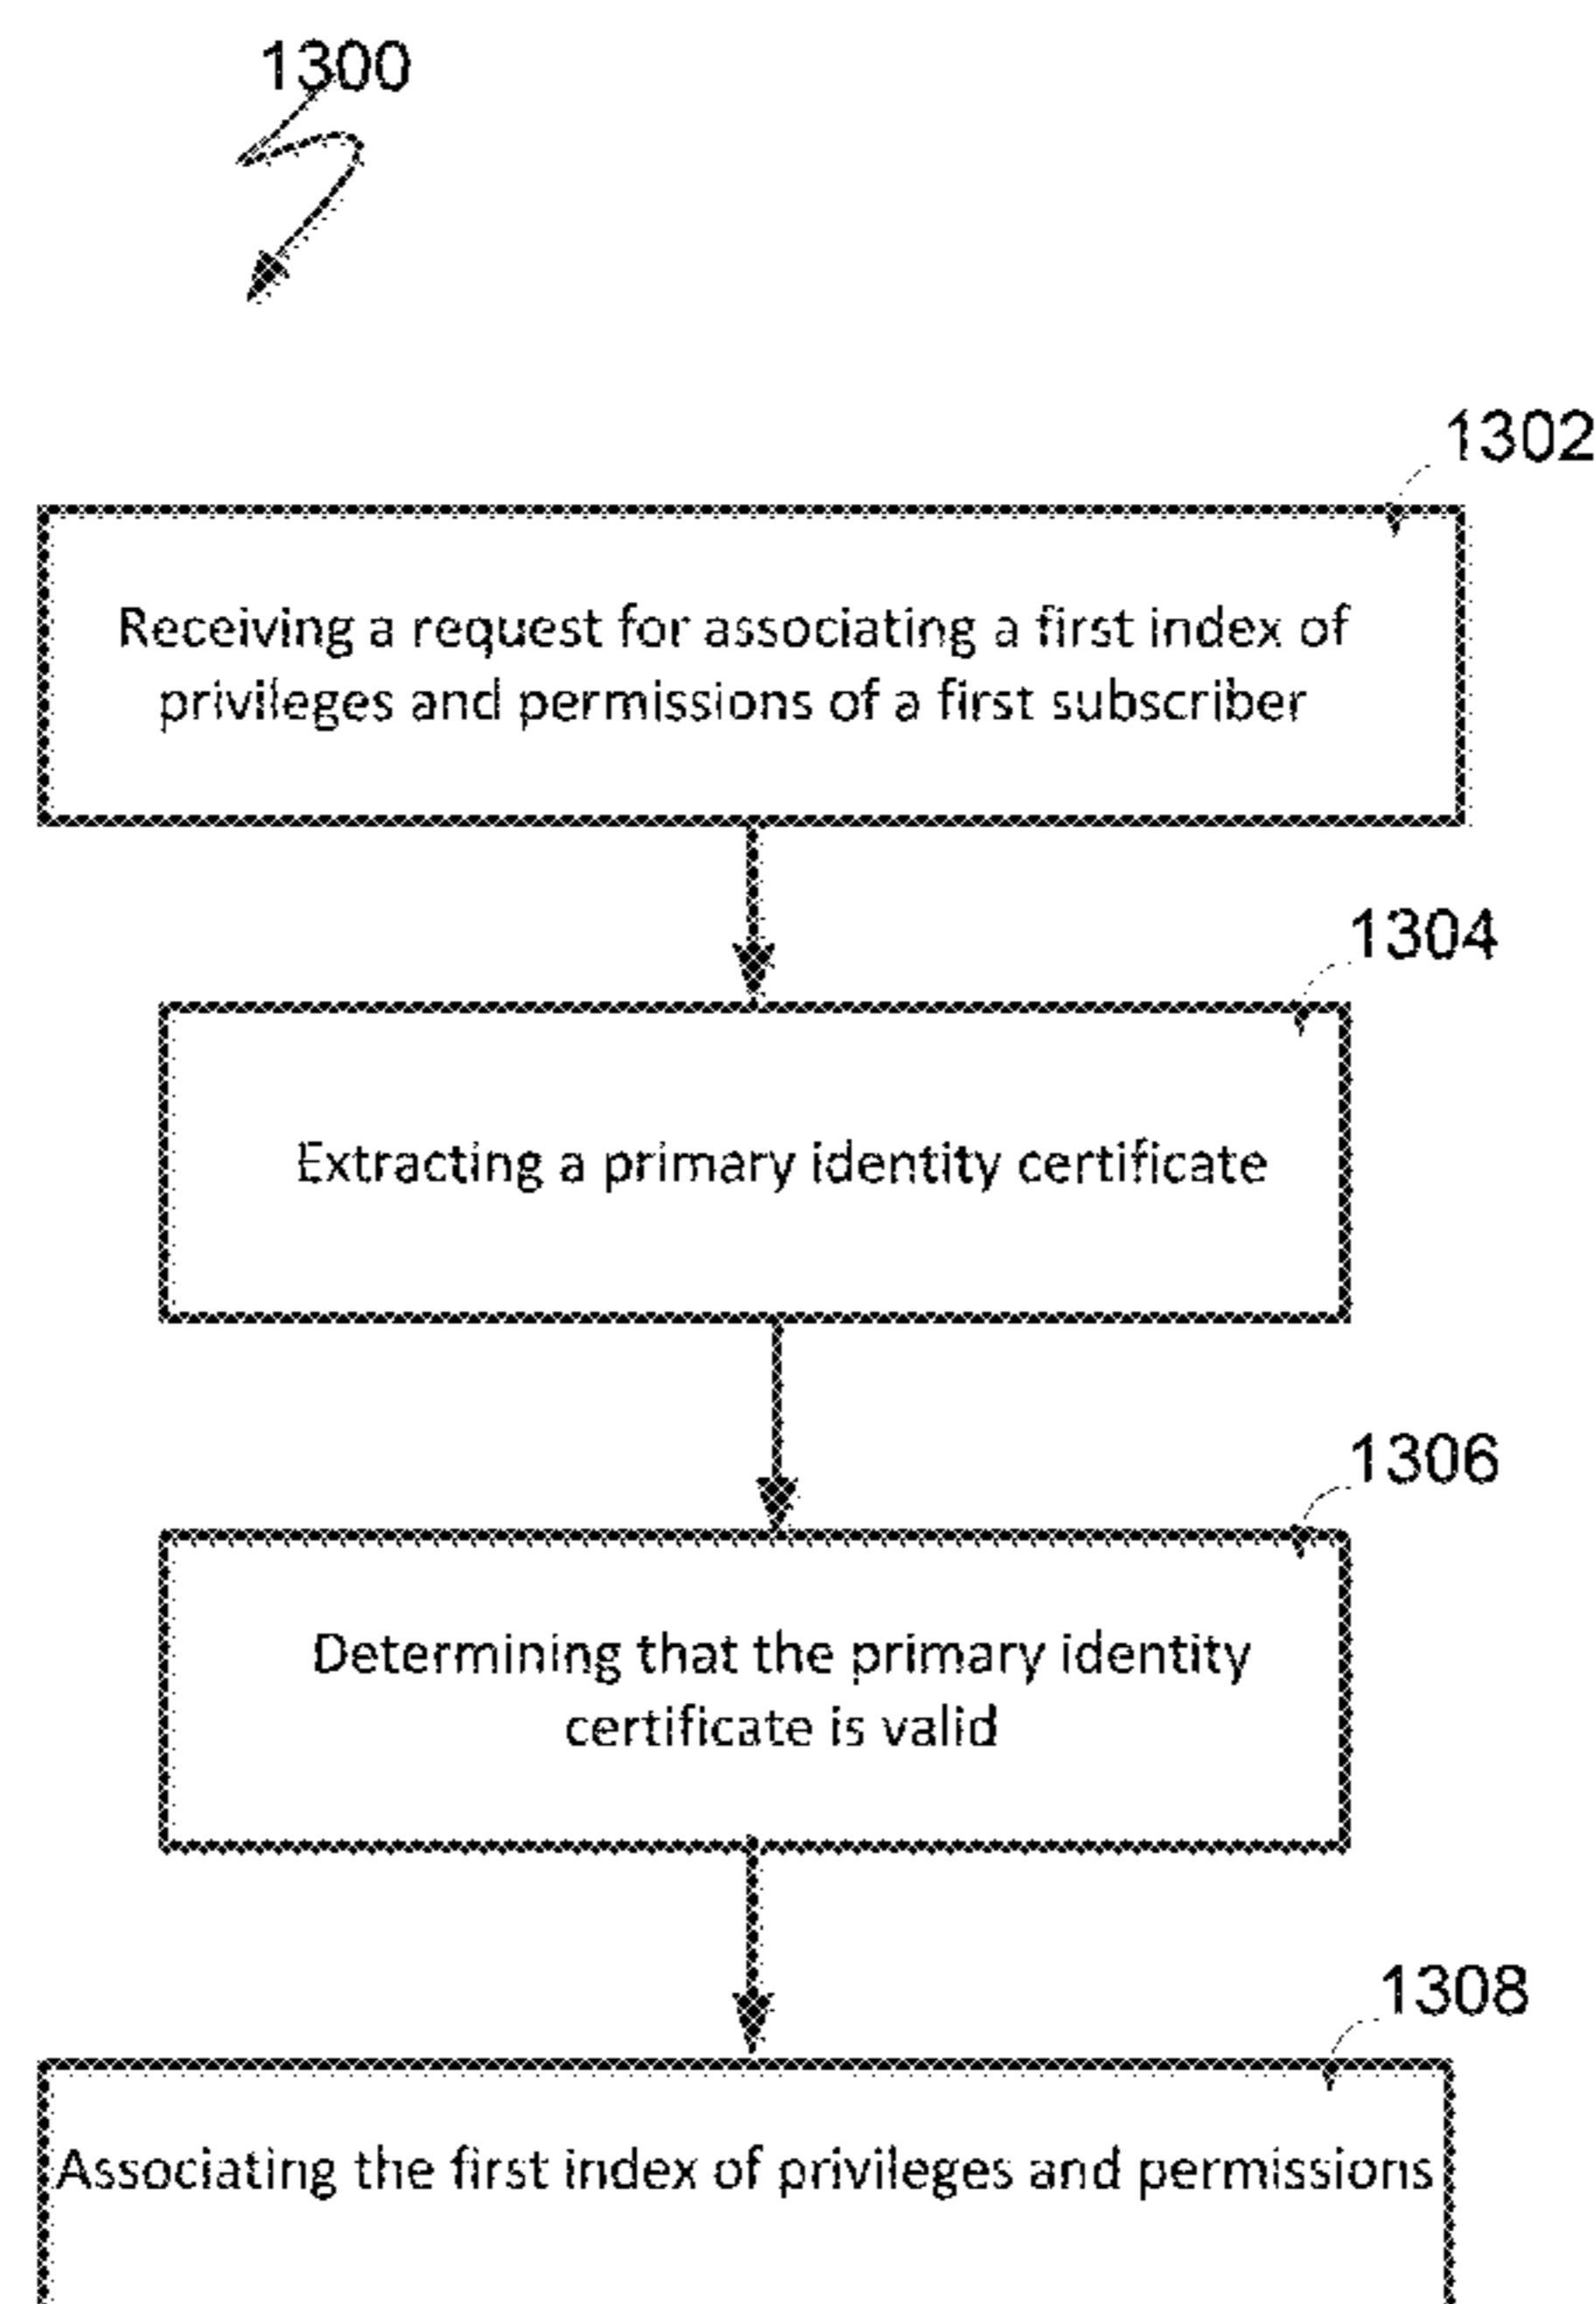 1300
1302
Receiving a request for associating a first index of
privileges and permissions of a first subscriber
1304
Extracting a primary identity certificate
1306
Determining that the primary identity
certificate is valid
1308
Associating the first index of privileges and permissions